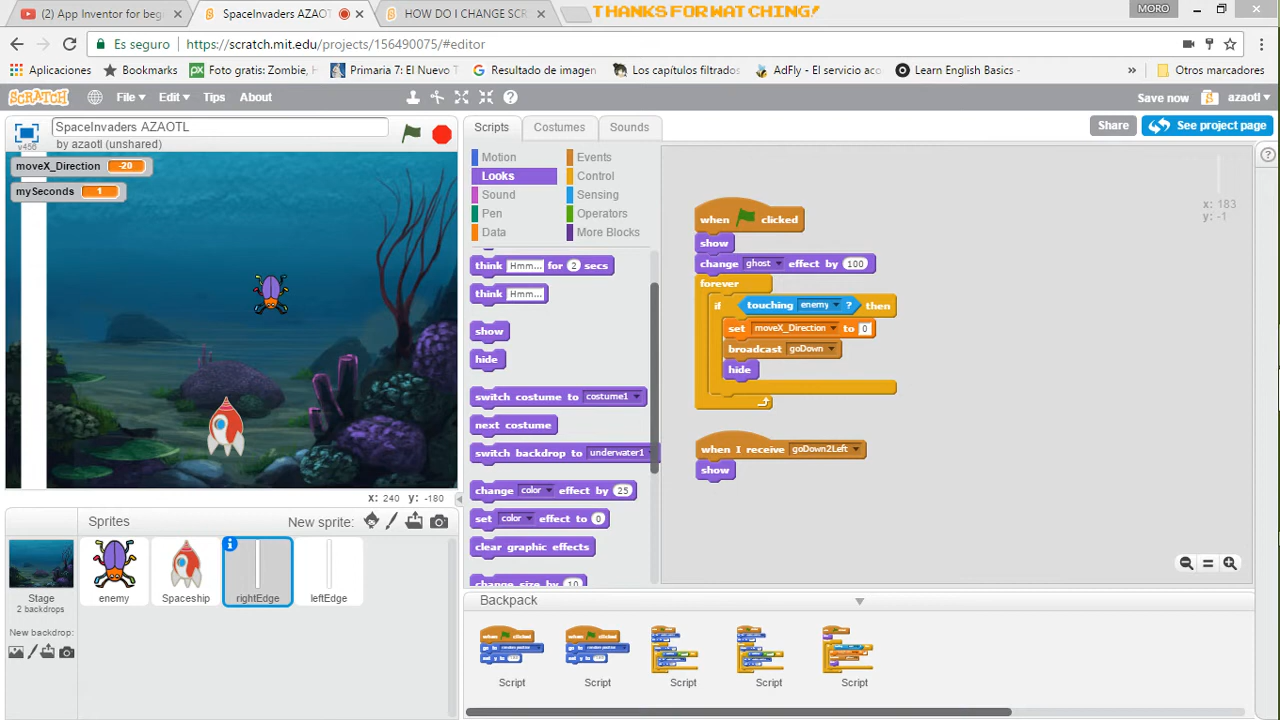 (2) App Inventor for beg
SpaceInvaders AZAOT
HOW DO I CHANGE SCR
THANKS FOR WATCHING!
MORO
Es seguro
https://scratch.mit.edu/projects/156490075/#editor
Aplicaciones
Bookmarks
Foto gratis: Zombie, H
Primaria 7: El Nuevo T
Resultado de imagen
Los capítulos filtrados
AdFly - El servicio aco
Learn English Basics -
»
Otros marcadores
SCRATCH
File
Edit
Tips
About
Save now
azaotl
SpaceInvaders AZAOTL
by azaotl (unshared)
v456
Scripts
Costumes
Sounds
Share
See project page
moveX_Direction -20
mySeconds 1
Motion
Looks
Sound
Pen
Data
Events
Control
Sensing
Operators
More Blocks
think Hmm... for 2 secs
think Hmm...
show
hide
switch costume to costume1
next costume
switch backdrop to underwater1
change color effect by 25
set color effect to 0
clear graphic effects
change size by 10
when clicked
show
change ghost effect by 100
forever
if touching enemy ? then
set moveX_Direction to 0
broadcast goDown
hide
when I receive goDown2Left
show
x: 183
y: -1
x: 240 y: -180
Sprites
New sprite:
Stage
2 backdrops
New backdrop:
enemy
Spaceship
rightEdge
leftEdge
Backpack
Script
Script
Script
Script
Script